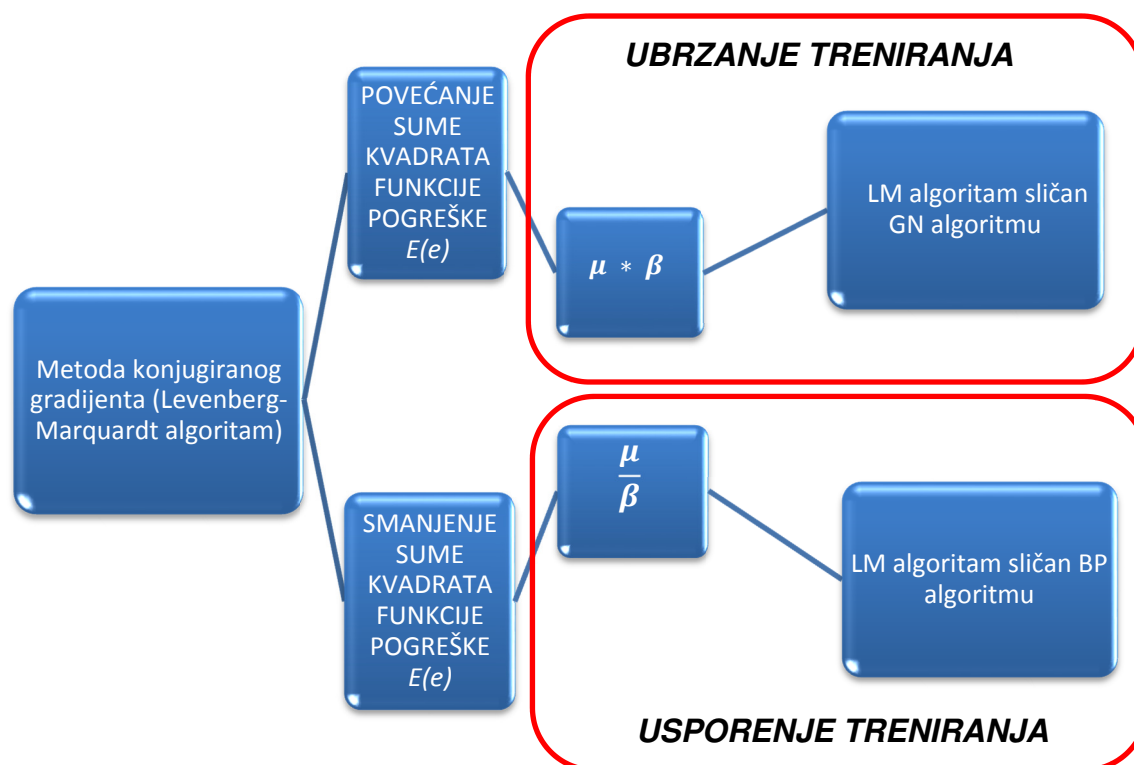 UBRZANJE TRENIRANJA
POVEĆANJE
SUME
KVADRATA
FUNKCIJE
POGREŠKE
E(e)
μ * β
LM algoritam sličan
GN algoritmu
Metoda konjugiranog
gradijenta (Levenberg-
Marquardt algoritam)
SMANJENJE
SUME
KVADRATA
FUNKCIJE
POGREŠKE
E(e)
μ
β
LM algoritam sličan BP
algoritmu
USPORENJE TRENIRANJA